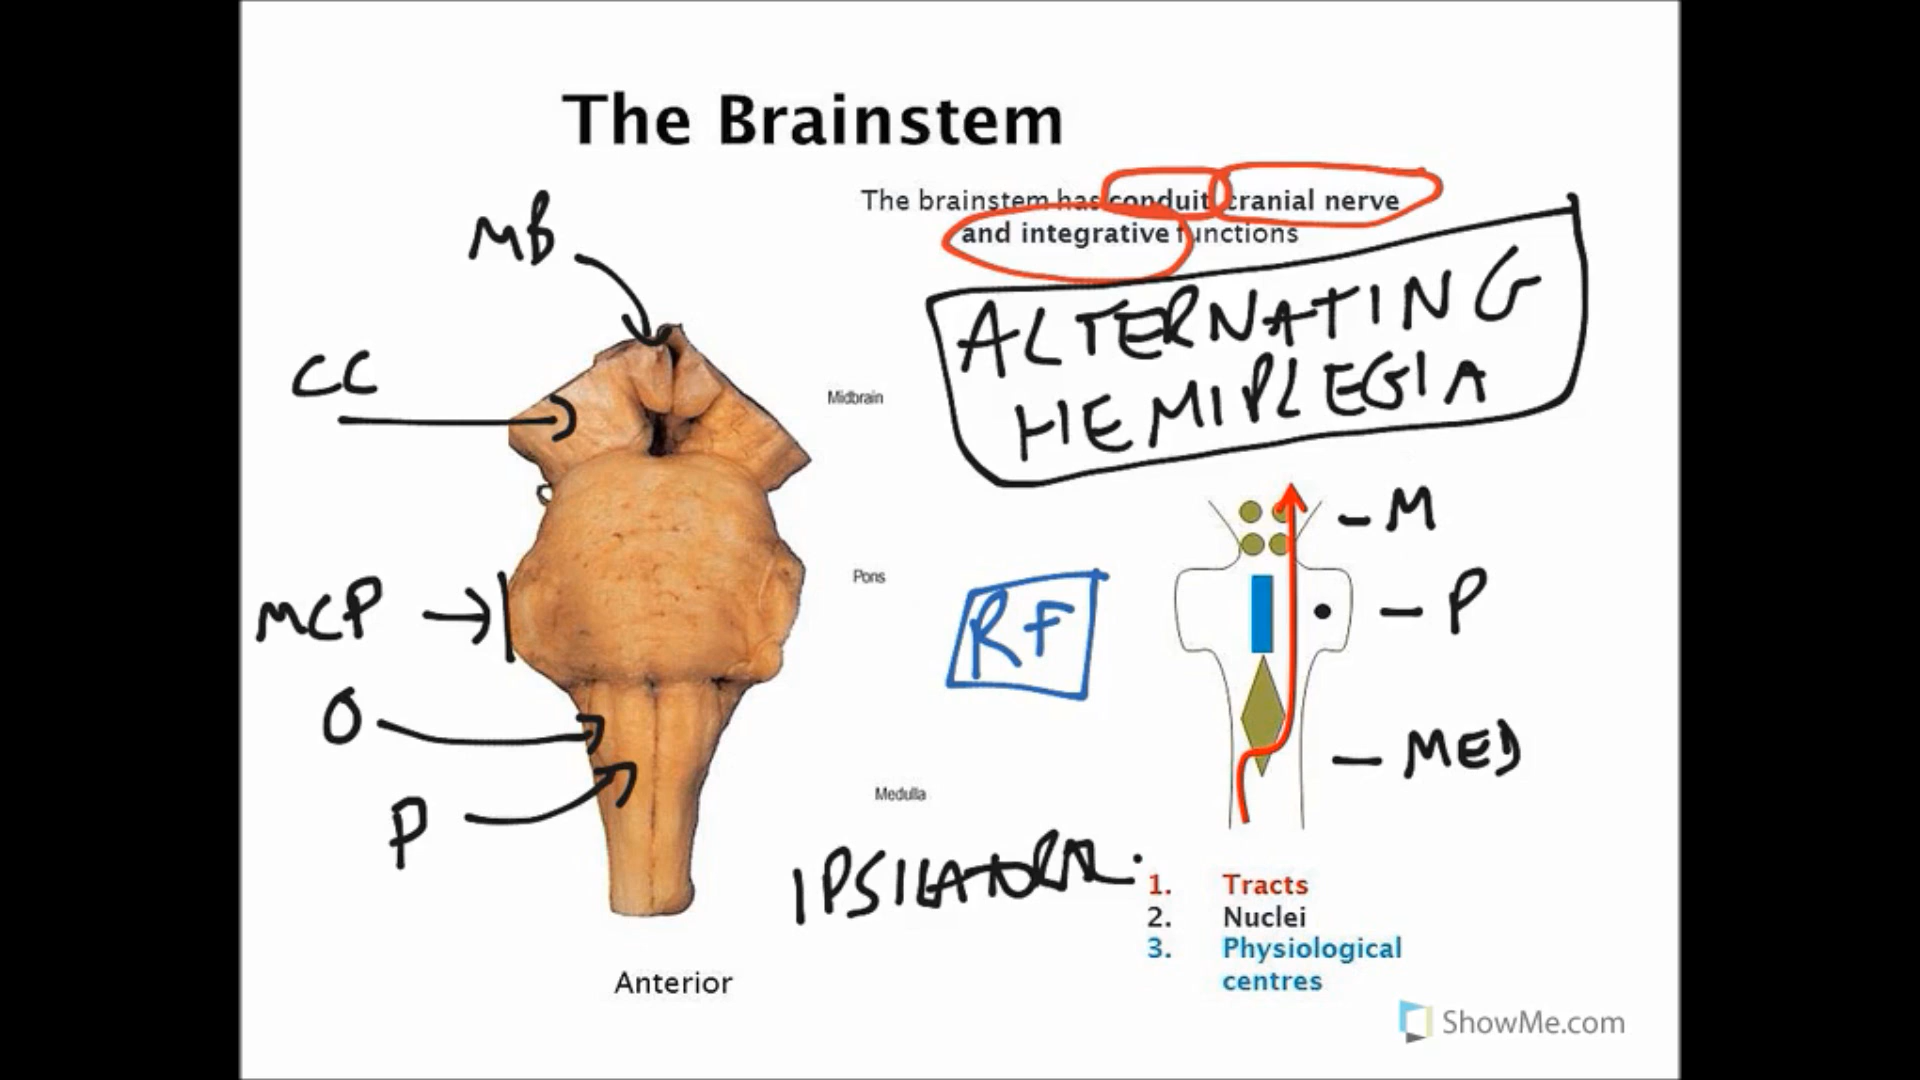 The Brainstem
The brainstem has conduit, cranial nerve
and integrative functions
MB
ALTERNATING
HEMIPLEGIA
CC
Midbrain
M
Pons
MCP
RF
P
O
MED
Medulla
P
IPSILATERAL
1. Tracts
2. Nuclei
3. Physiological
centres
Anterior
ShowMe.com